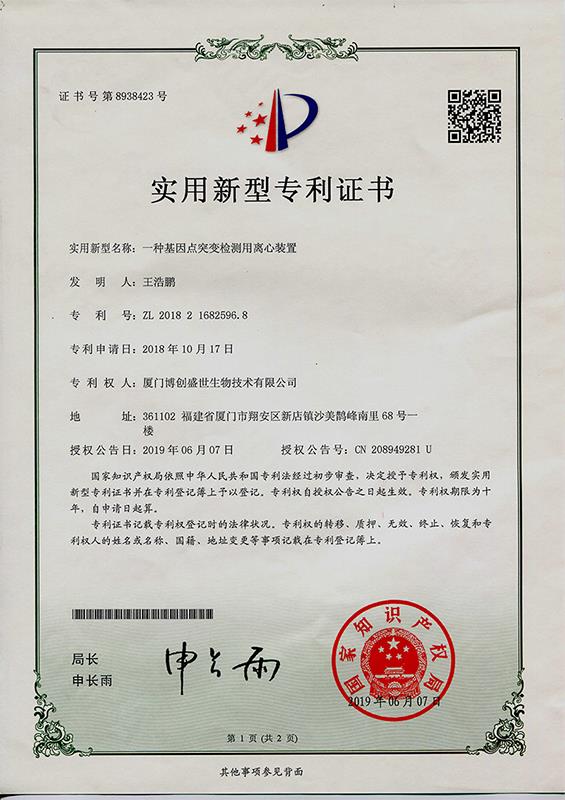 证书号第8938423号
实用新型专利证书
实用新型名称：一种基因点突变检测用离心装置
发明人：王浩鹏
专利号：ZL 2018 2 1682596.8
专利申请日：2018年10月17日
专利权人：厦门博创盛世生物技术有限公司
地址：361102 福建省厦门市翔安区新店镇沙美鹊峰南里68号一
楼
授权公告日：2019年06月07日 授权公告号：CN 208949281 U
国家知识产权局依照中华人民共和国专利法经过初步审查，决定授予专利权，颁发实用
新型专利证书并在专利登记簿上予以登记。专利权自授权公告之日起生效。专利权期限为十
年，自申请日起算。
专利证书记载专利权登记时的法律状况。专利权的转移、质押、无效、终止、恢复和专
利权人的姓名或名称、国籍、地址变更等事项记载在专利登记簿上。
局长
申长雨
申长雨
国家知识产权局
2019年06月07日
第1页(共2页)
其他事项参见背面